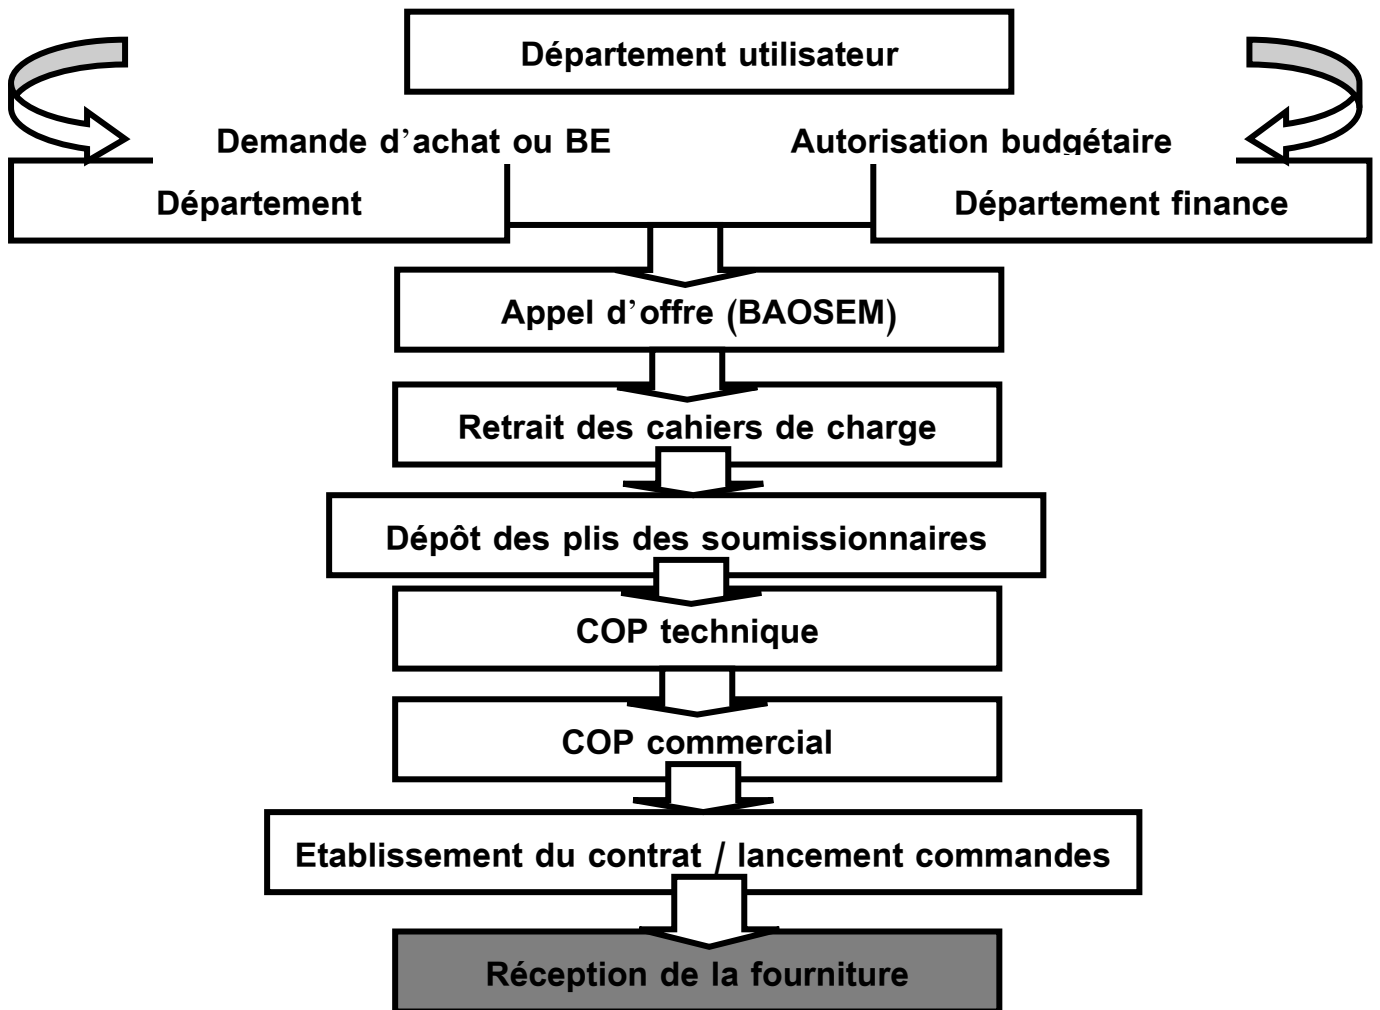 Département utilisateur
Demande d’achat ou BE
Autorisation budgétaire
Département
Département finance
Appel d’offre (BAOSEM)
Retrait des cahiers de charge
Dépôt des plis des soumissionnaires
COP technique
COP commercial
Etablissement du contrat / lancement commandes
Réception de la fourniture